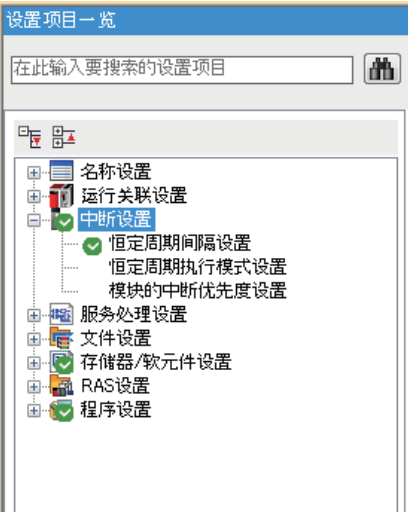 设置项目一览
在此输入要搜索的设置项目
名称设置
运行关联设置
中断设置
恒定周期间隔设置
恒定周期执行模式设置
模块的中断优先度设置
服务处理设置
文件设置
存储器/软元件设置
RAS设置
程序设置